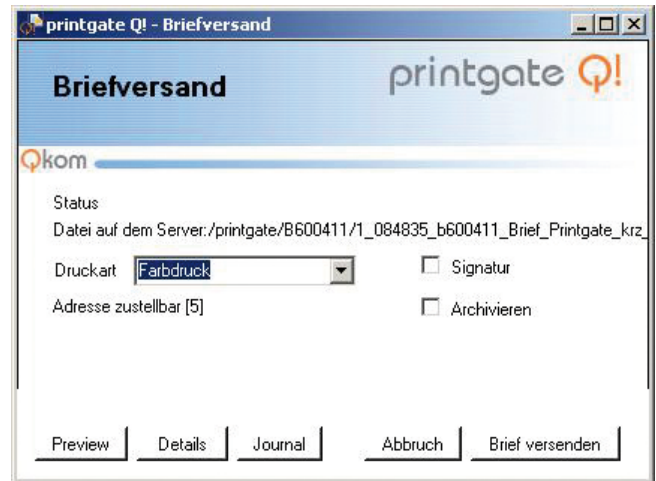 printgate Q! - Briefversand
Briefversand
printgate Q!
Qkom
Status
Datei auf dem Server:/printgate/B600411/1_084835_b600411_Brief_Printgate_krz_
Druckart Farbdruck Signatur
Adresse zustellbar [5] Archivieren
Preview Details Journal Abbruch Brief versenden